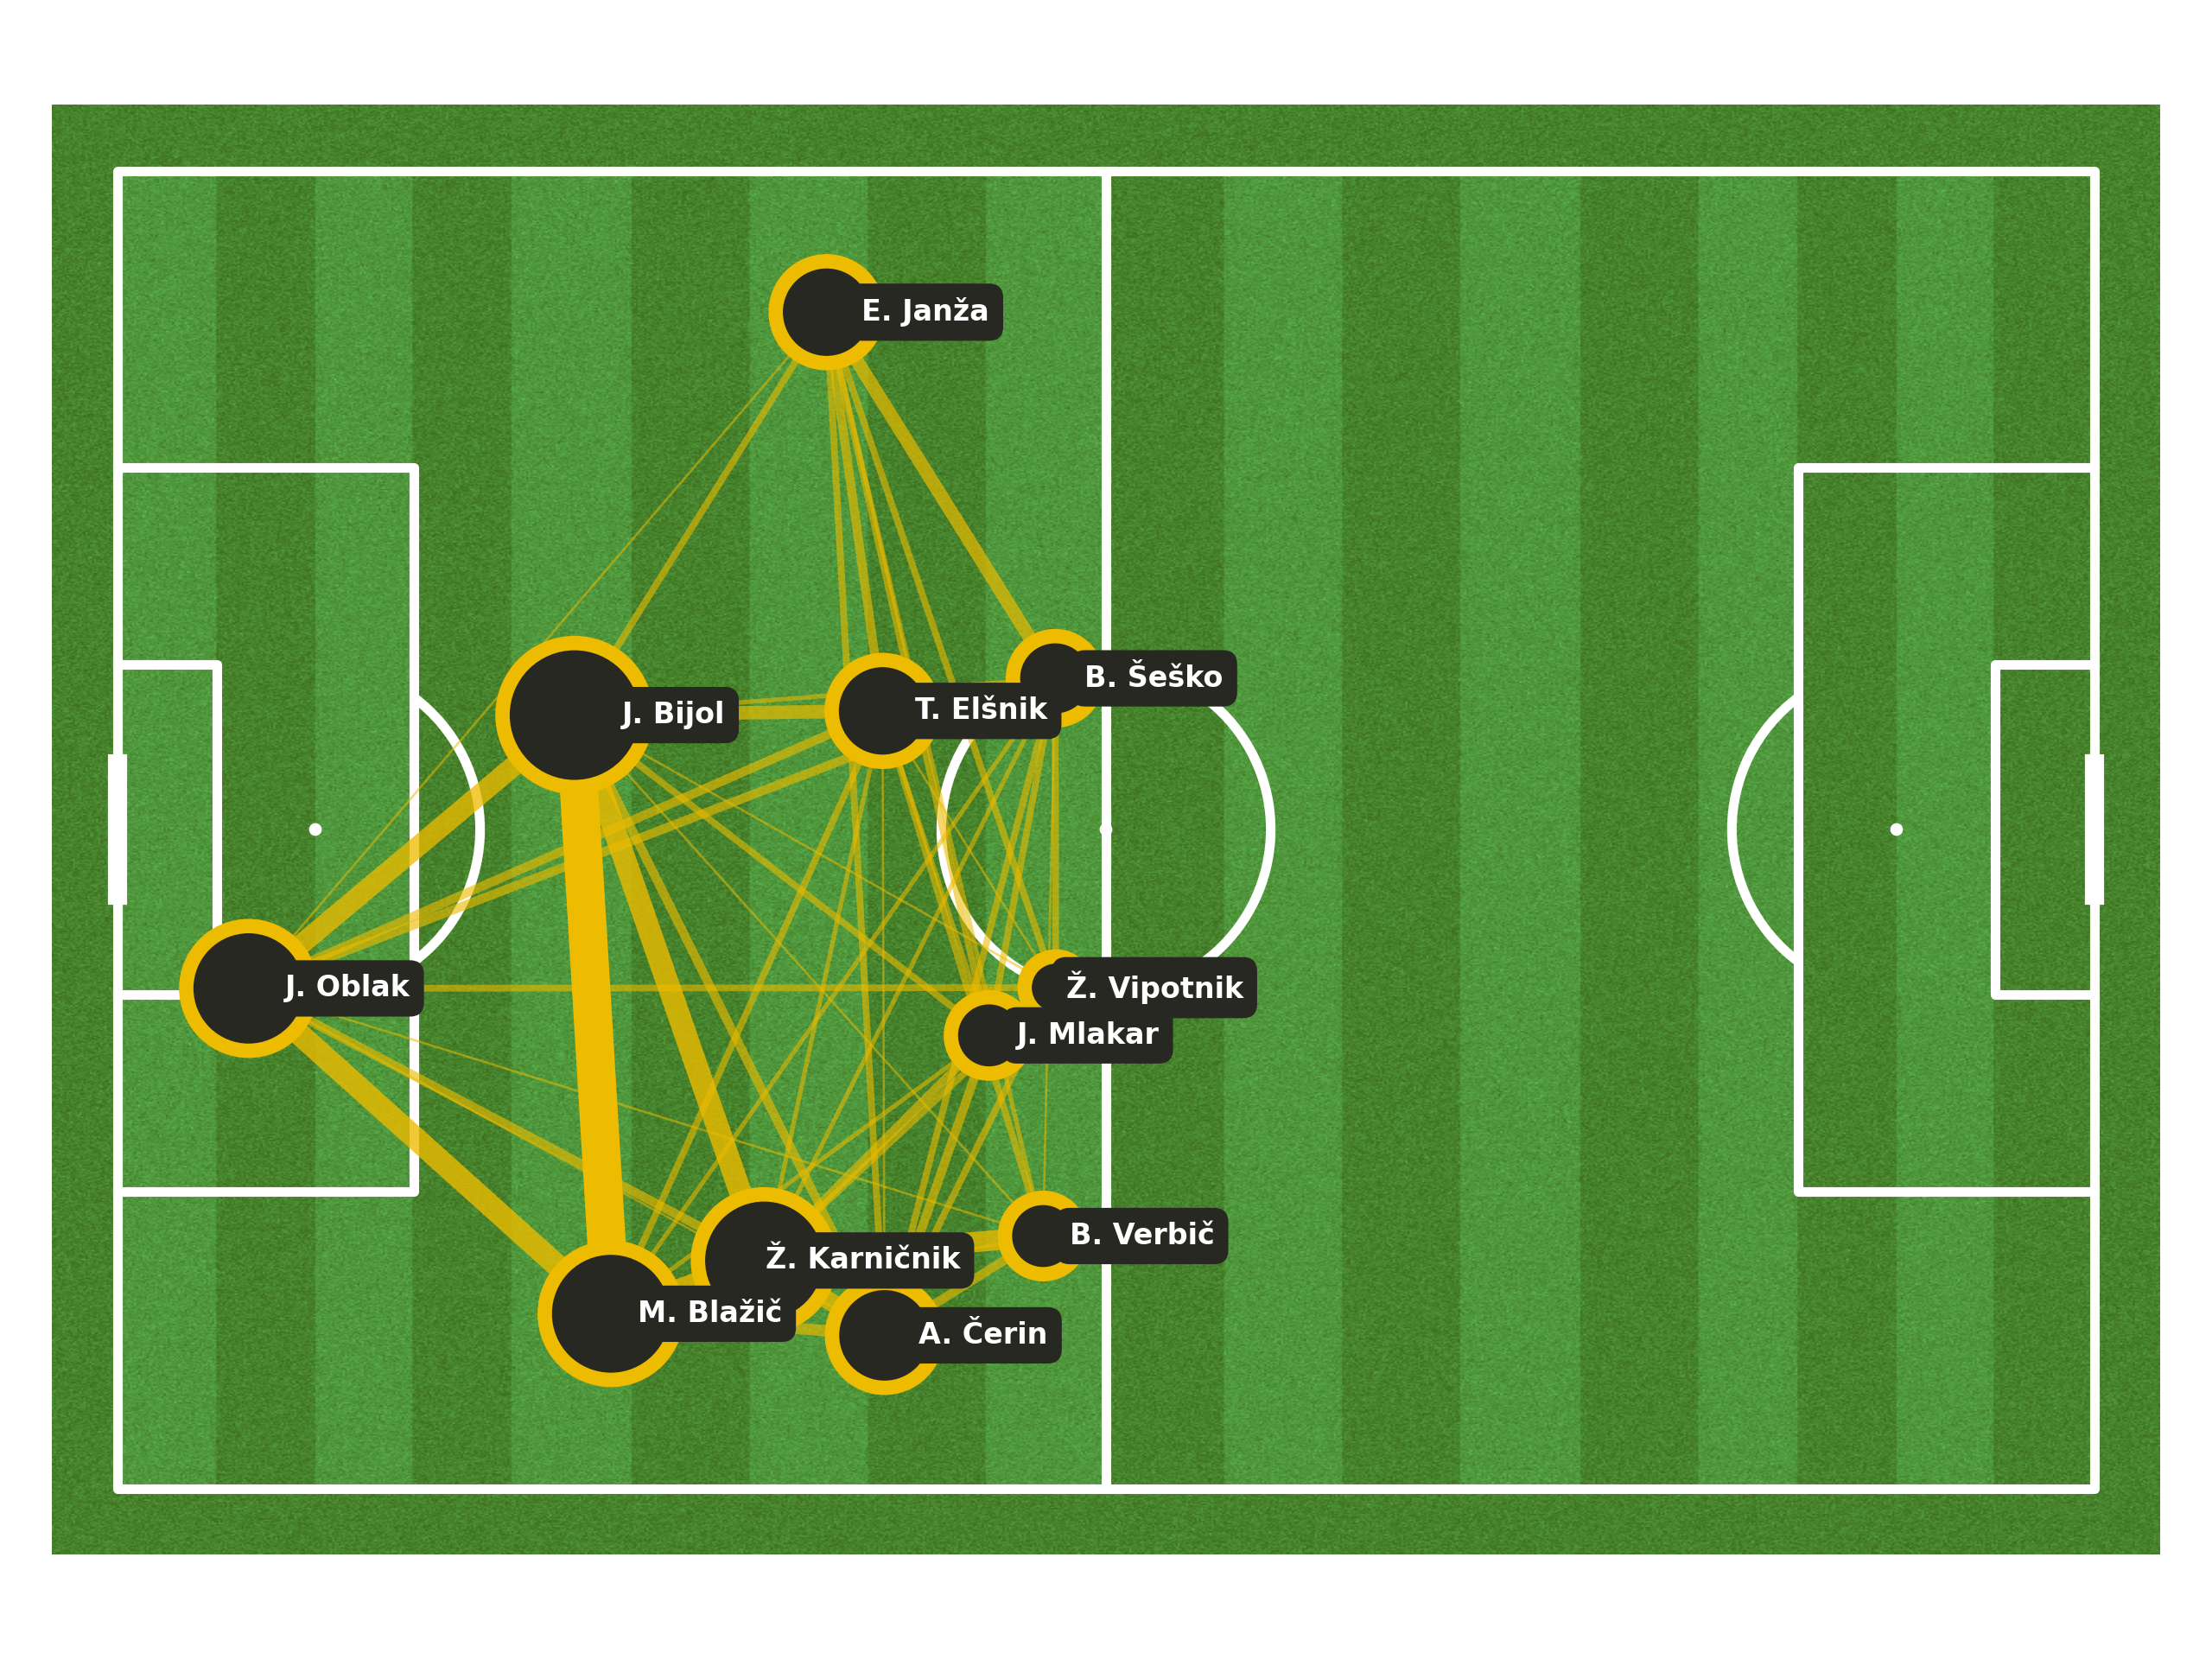 E. Janža
B. Šeško
T. Elšnik
J. Bijol
J. Oblak
Ž. Vipotnik
J. Mlakar
B. Verbič
Ž. Karničnik
M. Blažič
A. Čerin